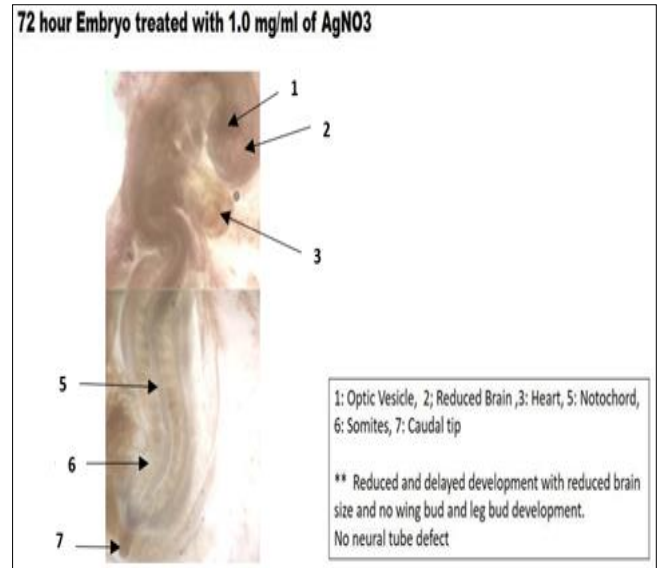 72 hour Embryo treated with 1.0 mg/ml of AgNO3
1
2
3
5
6
7
1: Optic Vesicle, 2; Reduced Brain ,3: Heart, 5: Notochord,
6: Somites, 7: Caudal tip
** Reduced and delayed development with reduced brain
size and no wing bud and leg bud development.
No neural tube defect